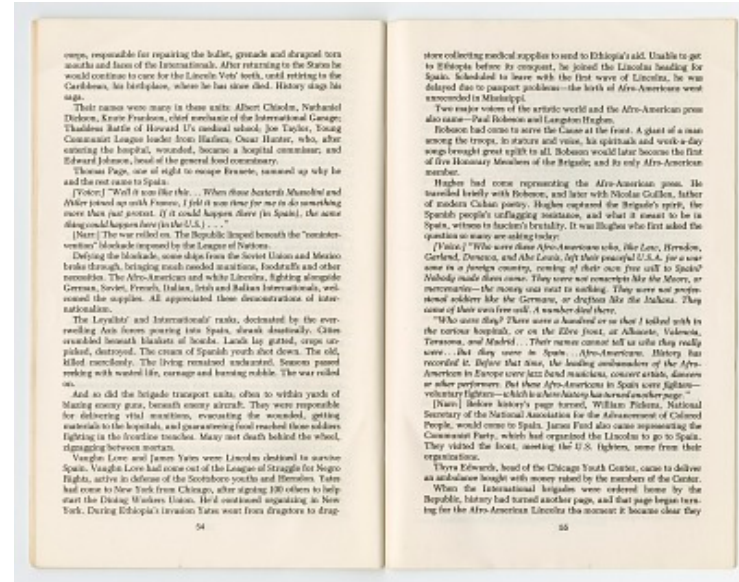 corps, responsible for repairing the bullet, grenade and shrapnel torn
mouths and faces of the Internationals. After returning to the States he
would continue to care for the Lincoln Vets' teeth, until retiring to the
Caribbean, his birthplace, where he has since died. History sings his
saga.
Their names were many in these units: Albert Chisolm, Nathaniel
Dickson, Knute Frankson, chief mechanic of the International Garage;
Thaddeus Battle of Howard U's medical school; Joe Taylor, Young
Communist League leader from Harlem; Oscar Hunter, who, after
entering the hospital, wounded, became a hospital commissar; and
Edward Johnson, head of the general food commissary.
Thomas Page, one of eight to escape Brunete, summed up why he
and the rest came to Spain:
[Voice:] "Well it was like this... When those bastards Mussolini and
Hitler joined up with Franco, I felt it was time for me to do something
more than just protest. If it could happen there (in Spain), the same
thing could happen here (in the U.S.) . . ."
[Narr:] The war rolled on. The Republic limped beneath the "noninter-
vention" blockade imposed by the League of Nations.
Defying the blockade, some ships from the Soviet Union and Mexico
broke through, bringing much needed munitions, foodstuffs and other
necessities. The Afro-American and white Lincolns, fighting alongside
German, Soviet, French, Italian, Irish and Balkan Internationals, wel-
comed the supplies. All appreciated these demonstrations of inter-
nationalism.
The Loyalists' and Internationals' ranks, decimated by the ever-
swelling Axis forces pouring into Spain, shrank drastically. Cities
crumbled beneath blankets of bombs. Lands lay gutted, crops un-
picked, destroyed. The cream of Spanish youth shot down. The old,
killed mercilessly. The living remained undaunted. Seasons passed
reeking with wasted life, carnage and burning rubble. The war rolled
on.
And so did the brigade transport units, often to within yards of
blazing enemy guns, beneath enemy aircraft. They were responsible
for delivering vital munitions, evacuating the wounded, getting
materials to the hospitals, and guaranteeing food reached those soldiers
fighting in the frontline trenches. Many met death behind the wheel,
zigzagging between mortars.
Vaughn Love and James Yates were Lincolns destined to survive
Spain. Vaughn Love had come out of the League of Struggle for Negro
Rights, active in defense of the Scottsboro youths and Herndon. Yates
had come to New York from Chicago, after signing 100 others to help
start the Dining Workers Union. He'd continued organizing in New
York. During Ethiopia's invasion Yates went from drugstore to drug-
54
store collecting medical supplies to send to Ethiopia's aid. Unable to get
to Ethiopia before its conquest, he joined the Lincolns heading for
Spain. Scheduled to leave with the first wave of Lincolns, he was
delayed due to passport problems—the birth of Afro-Americans went
unrecorded in Mississippi.
Two major voices of the artistic world and the Afro-American press
also came—Paul Robeson and Langston Hughes.
Robeson had come to serve the Cause at the front. A giant of a man
among the troops, in stature and voice, his spirituals and work-a-day
songs brought great uplift to all. Robeson would later become the first
of five Honorary Members of the Brigade; and its only Afro-American
member.
Hughes had come representing the Afro-American press. He
travelled briefly with Robeson, and later with Nicolas Guillen, father
of modern Cuban poetry. Hughes captured the Brigade's spirit, the
Spanish people's unflagging resistance, and what it meant to be in
Spain, witness to fascism's brutality. It was Hughes who first asked the
question so many are asking today:
[Voice:] "Who were these Afro-Americans who, like Law, Herndon,
Garland, Donawa, and Abe Lewis, left their peaceful U.S.A. for a war
zone in a foreign country, coming of their own free will to Spain?
Nobody made them come. They were not conscripts like the Moors, or
mercenaries—the money was next to nothing. They were not profes-
sional soldiers like the Germans, or draftees like the Italians. They
came of their own free will. A number died there.
"Who were they? There were a hundred or so that I talked with in
the various hospitals, or on the Ebro front, at Albacete, Valencia,
Tarazona, and Madrid... Their names cannot tell us who they really
were... But they were in Spain... Afro-Americans. History has
recorded it. Before that time, the leading ambassadors of the Afro-
American in Europe were jazz band musicians, concert artists, dancers
or other performers. But these Afro-Americans in Spain were fighters—
voluntary fighters—which is where history has turned another page."
[Narr:] Before history's page turned, William Pickens, National
Secretary of the National Association for the Advancement of Colored
People, would come to Spain. James Ford also came representing the
Communist Party, which had organized the Lincolns to go to Spain.
They visited the front, meeting the U.S. fighters, some from their
organizations.
Thyra Edwards, head of the Chicago Youth Center, came to deliver
an ambulance bought with money raised by the members of the Center.
When the International brigades were ordered home by the
Republic, history had turned another page, and that page began turn-
ing for the Afro-American Lincolns the moment it became clear they
55